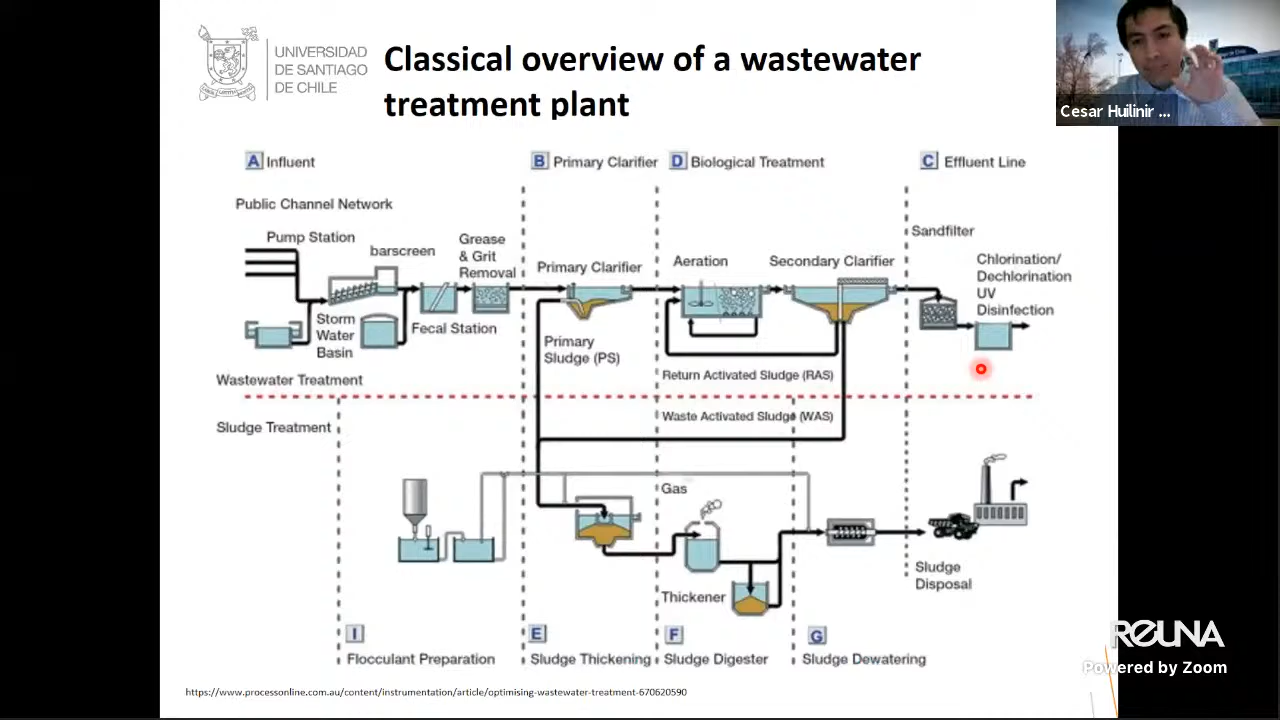 UNIVERSIDAD
DE SANTIAGO
DE CHILE
Classical overview of a wastewater
treatment plant
Cesar Huilinir ...
A Influent
B Primary Clarifier
D Biological Treatment
C Effluent Line
Public Channel Network
Pump Station
barscreen
Grease
& Grit
Removal
Primary Clarifier
Aeration
Secondary Clarifier
Sandfilter
Chlorination/
Dechlorination
UV
Disinfection
Storm
Water
Basin
Fecal Station
Primary
Sludge (PS)
Return Activated Sludge (RAS)
Wastewater Treatment
Waste Activated Sludge (WAS)
Sludge Treatment
Gas
Thickener
Sludge
Disposal
I
Flocculant Preparation
E
Sludge Thickening
F
Sludge Digester
G
Sludge Dewatering
REUNA
Powered by Zoom
https://www.processonline.com.au/content/instrumentation/article/optimising-wastewater-treatment-670620590